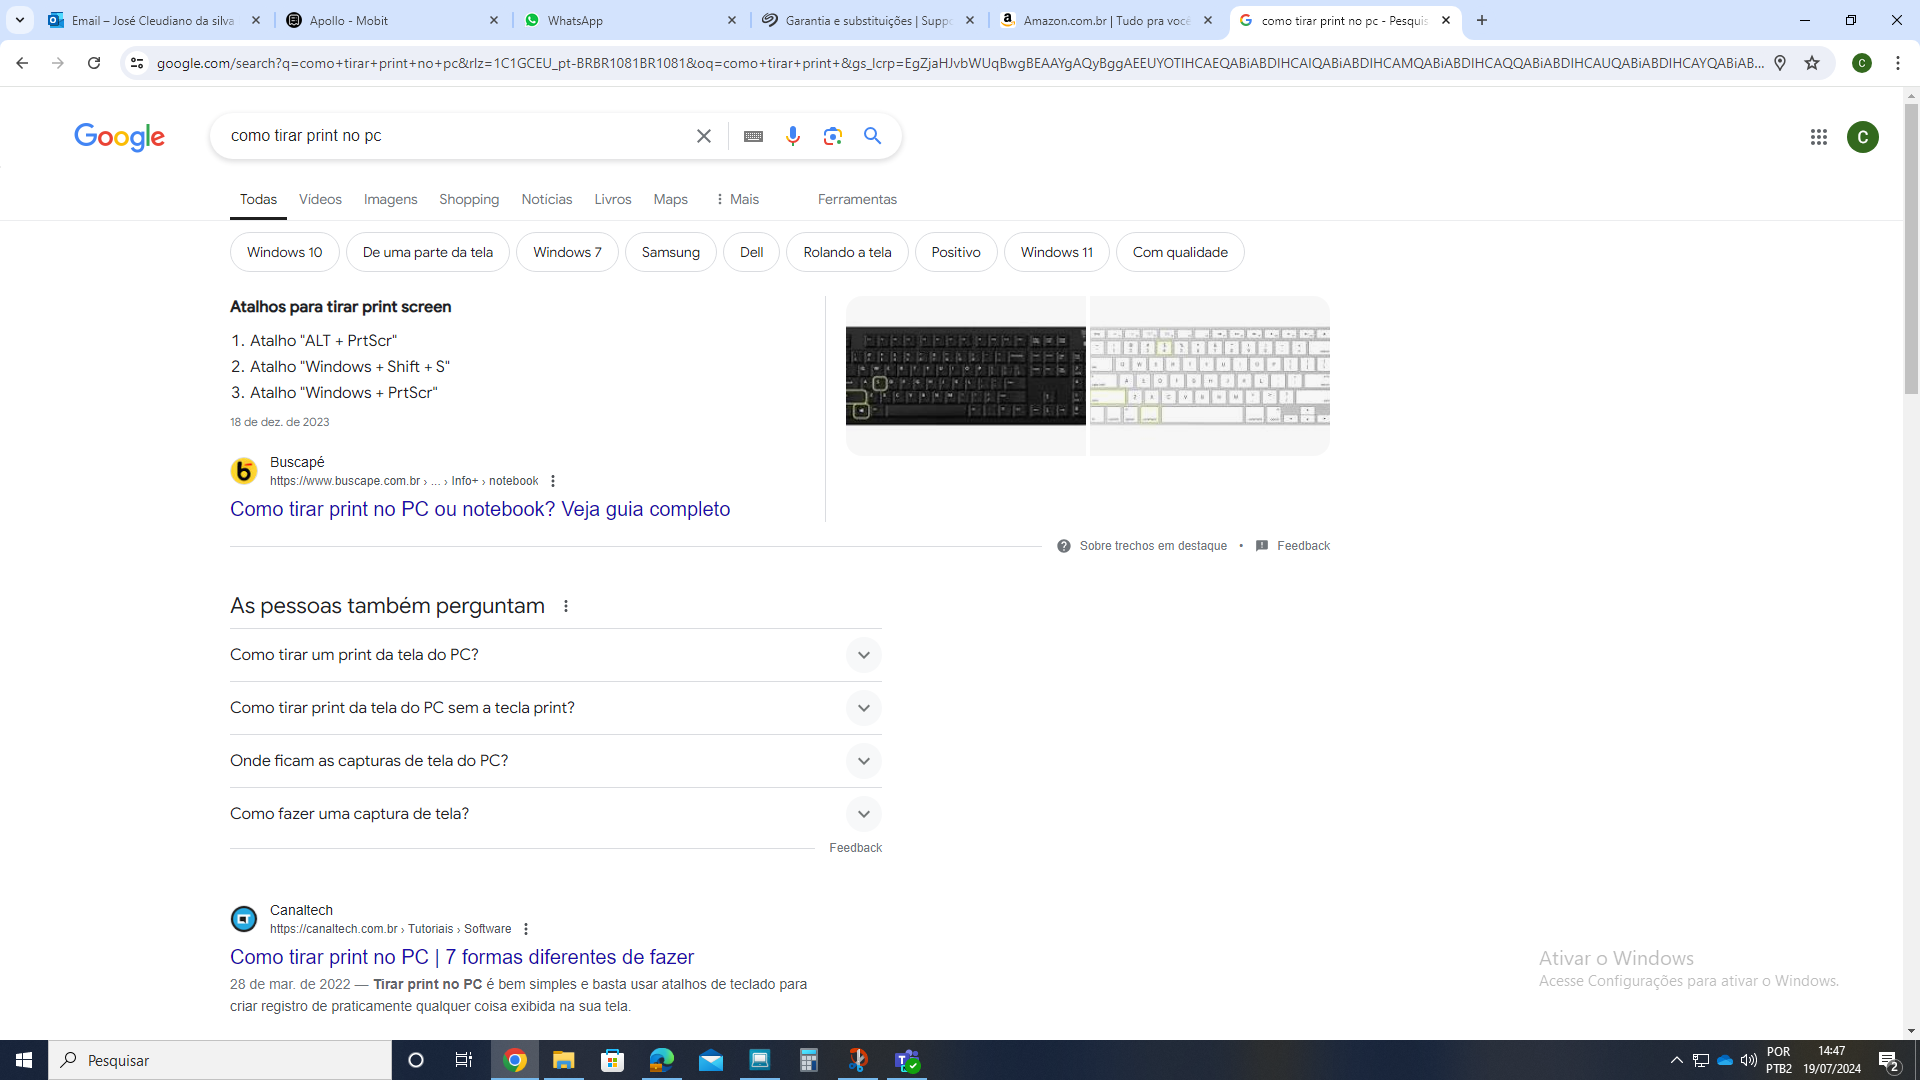 Email – José Cleudiano da silva
Apollo - Mobit
WhatsApp
Garantia e substituições | Suppo
Amazon.com.br | Tudo pra você
como tirar print no pc - Pesquis
google.com/search?q=como+tirar+print+no+pc&rlz=1C1GCEU_pt-BRBR1081BR1081&oq=como+tirar+print+&gs_lcrp=EgZjaHJvbWUqBwgBEAAYgAQyBggAEEUYOTIHCAEQABiABDIHCAIQABiABDIHCAMQABiABDIHCAQQABiABDIHCAUQABiABDIHCAYQABiAB...
C
Google
como tirar print no pc
C
Todas
Vídeos
Imagens
Shopping
Notícias
Livros
Maps
Mais
Ferramentas
Windows 10
De uma parte da tela
Windows 7
Samsung
Dell
Rolando a tela
Positivo
Windows 11
Com qualidade
Atalhos para tirar print screen
1. Atalho "ALT + PrtScr"
2. Atalho "Windows + Shift + S"
3. Atalho "Windows + PrtScr"
18 de dez. de 2023
Buscapé
https://www.buscape.com.br › ... › Info+ › notebook
Como tirar print no PC ou notebook? Veja guia completo
Sobre trechos em destaque • Feedback
As pessoas também perguntam
Como tirar um print da tela do PC?
Como tirar print da tela do PC sem a tecla print?
Onde ficam as capturas de tela do PC?
Como fazer uma captura de tela?
Feedback
Canaltech
https://canaltech.com.br › Tutoriais › Software
Como tirar print no PC | 7 formas diferentes de fazer
28 de mar. de 2022 — Tirar print no PC é bem simples e basta usar atalhos de teclado para
criar registro de praticamente qualquer coisa exibida na sua tela.
Ativar o Windows
Acesse Configurações para ativar o Windows.
Pesquisar
POR
PTB2
14:47
19/07/2024
2